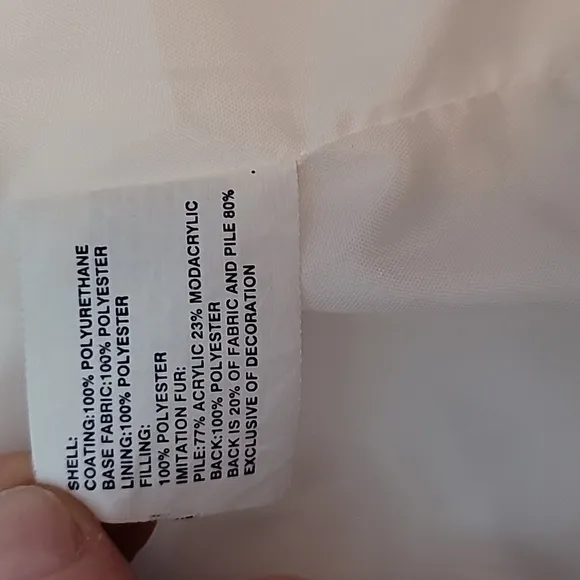 SHELL:
COATING:100% POLYURETHANE
BASE FABRIC:100% POLYESTER
LINING:100% POLYESTER
FILLING:
100% POLYESTER
IMITATION FUR:
PILE:77% ACRYLIC 23% MODACRYLIC
BACK:100% POLYESTER
BACK IS 20% OF FABRIC AND PILE 80%
EXCLUSIVE OF DECORATION